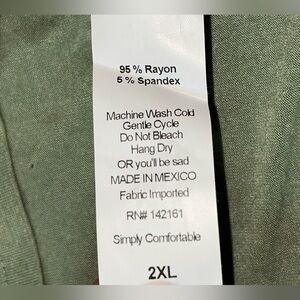 95% Rayon
5% Spandex
Machine Wash Cold
Gentle Cycle
Do Not Bleach
Hang Dry
OR you'll be sad
MADE IN MEXICO
Fabric Imported
RN# 142161
Simply Comfortable
2XL